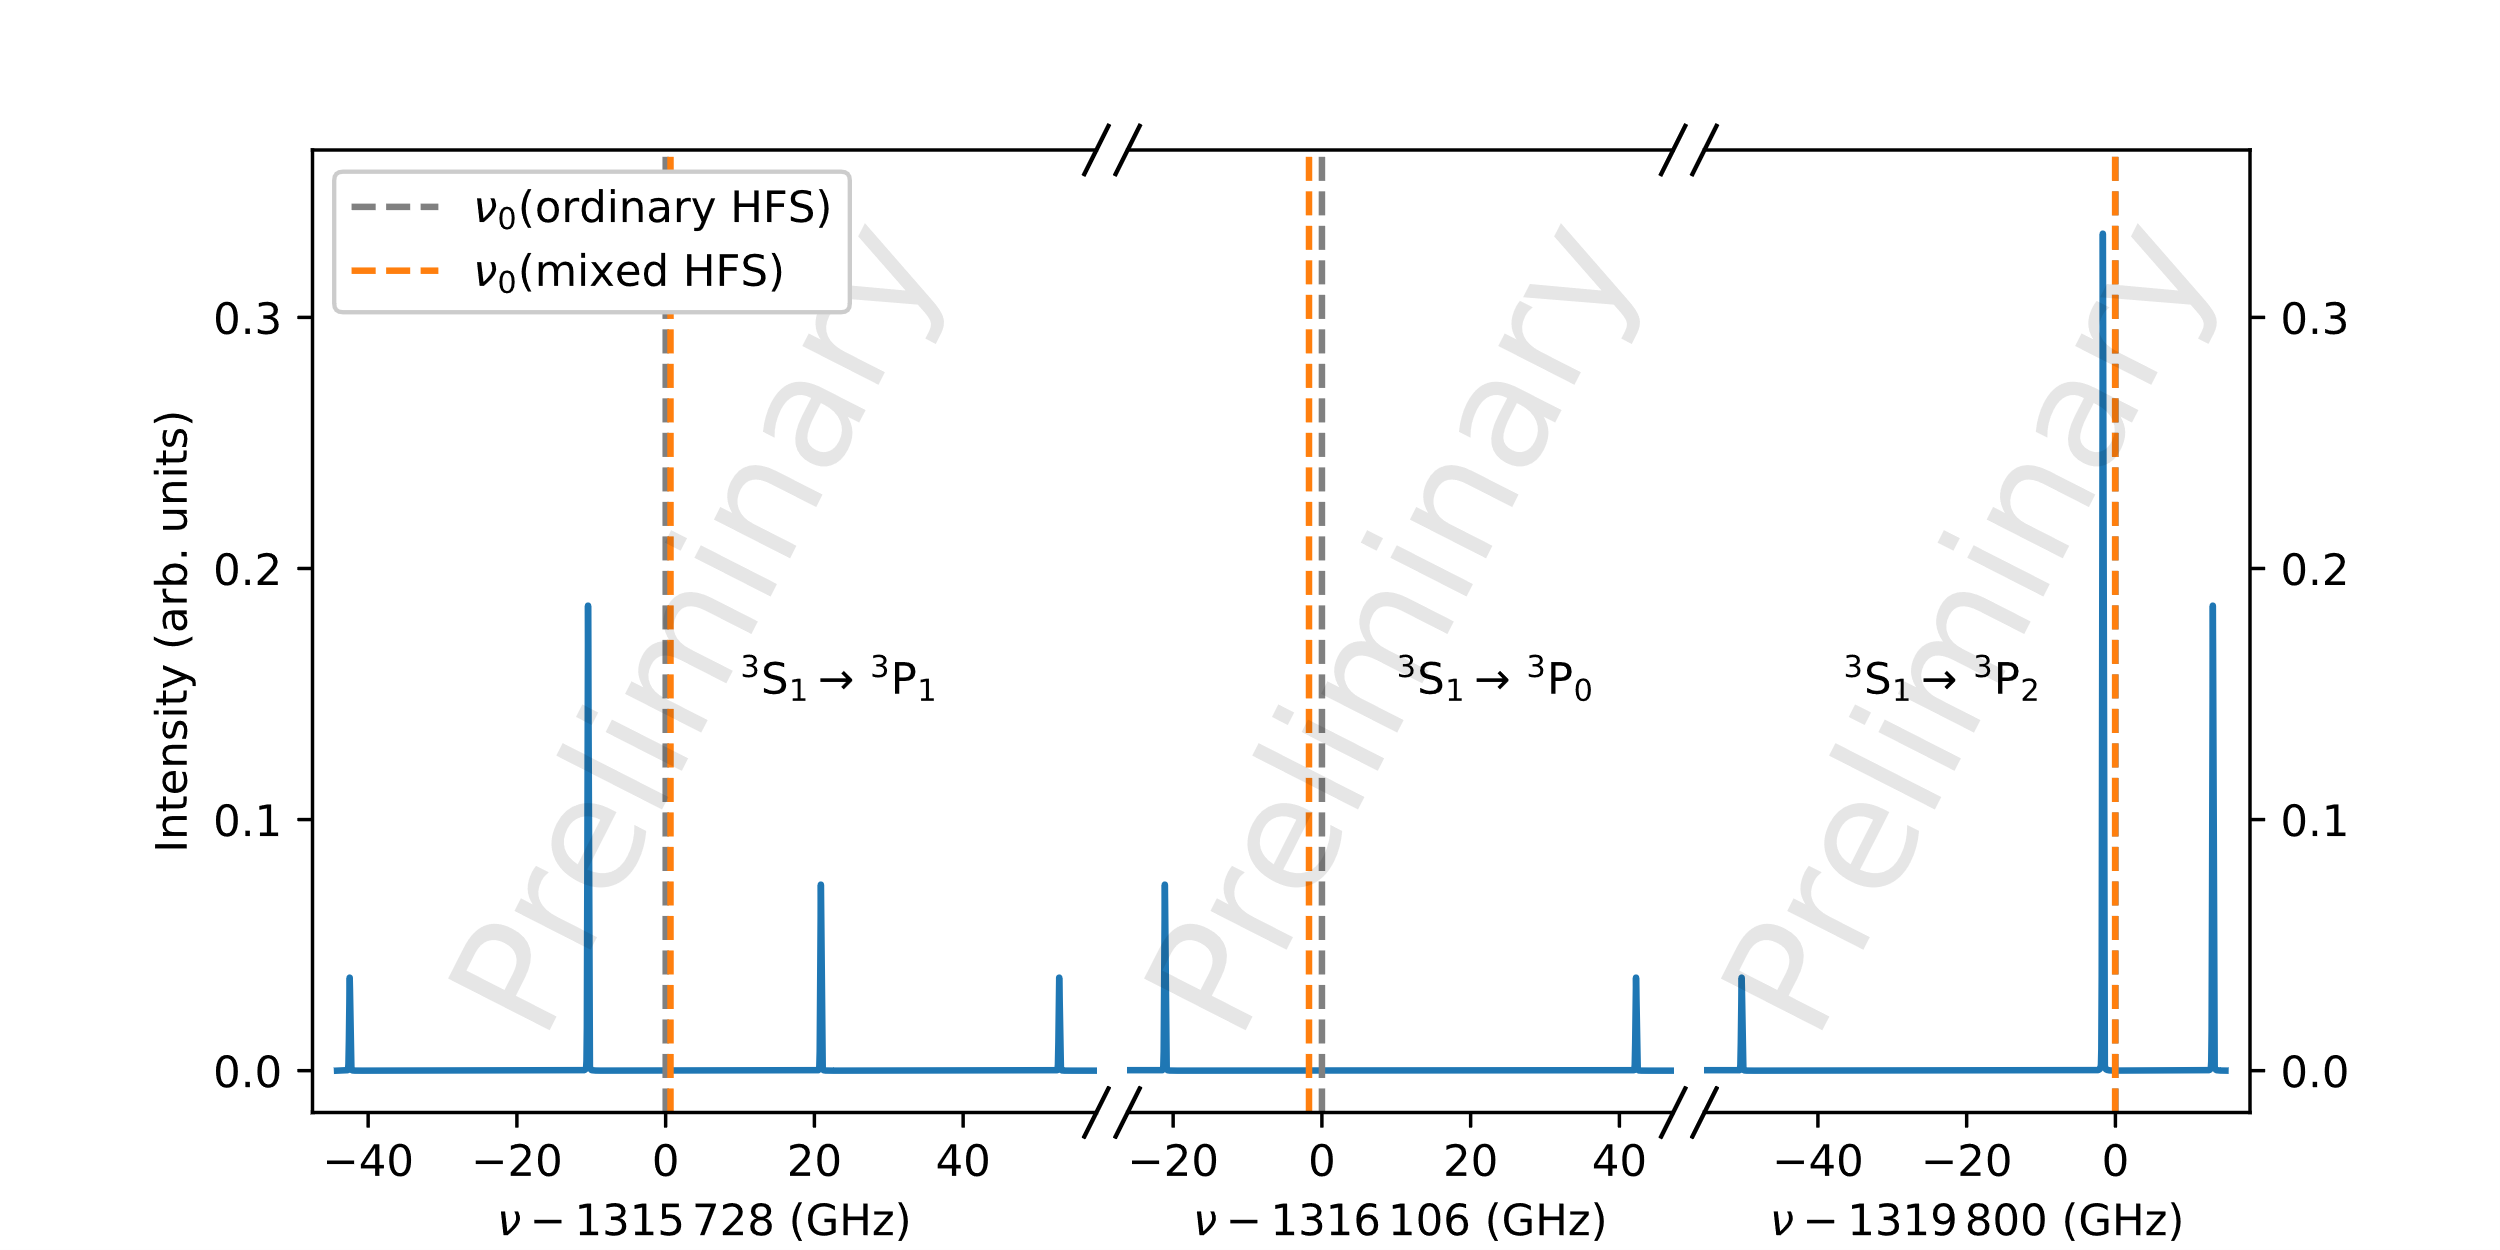 ν₀(ordinary HFS)
ν₀(mixed HFS)
Intensity (arb. units)
0.3
0.2
0.1
0.0
0.3
0.2
0.1
0.0
Preliminary
Preliminary
Preliminary
³S₁ → ³P₁
³S₁ → ³P₀
³S₁ → ³P₂
−40 −20 0 20 40
−20 0 20 40
−40 −20 0
ν − 1315 728 (GHz)
ν − 1316 106 (GHz)
ν − 1319 800 (GHz)